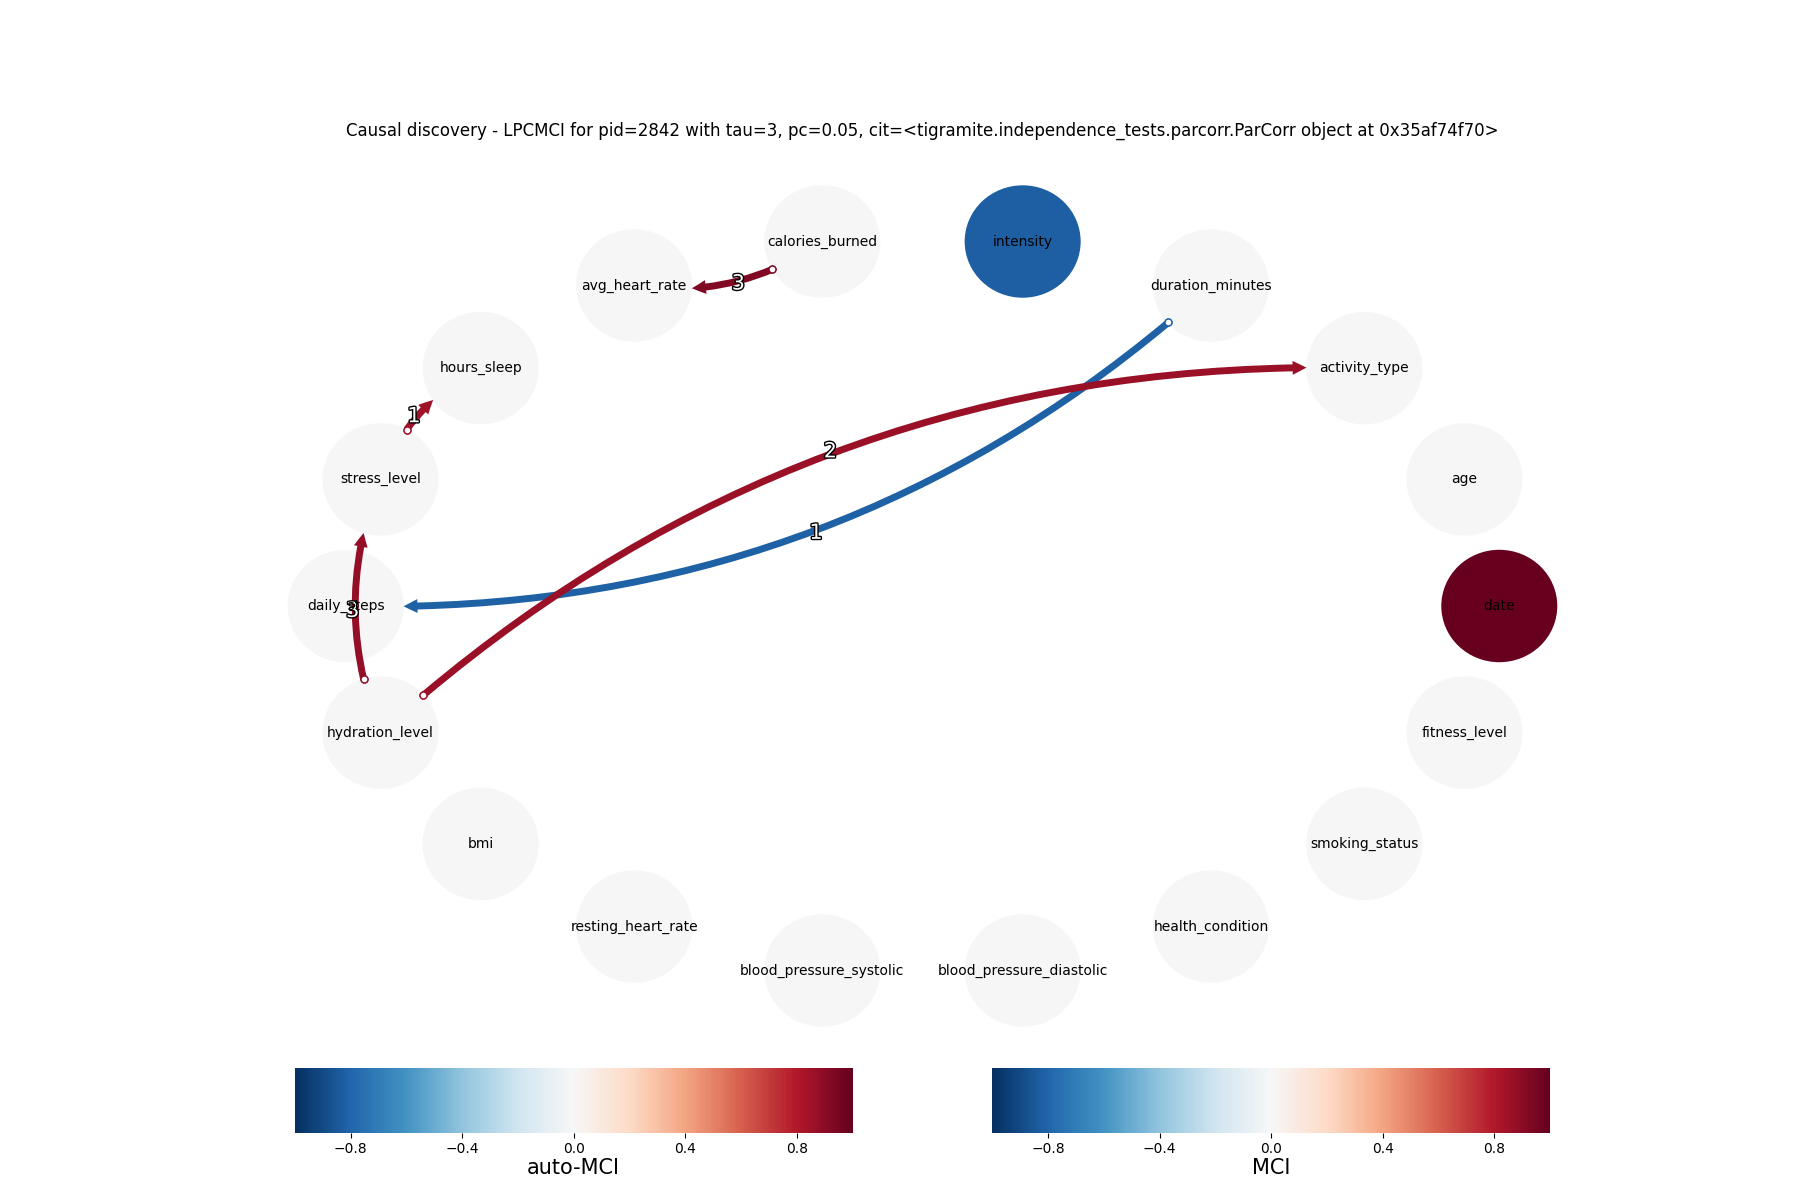 Causal discovery - LPCMCI for pid=2842 with tau=3, pc=0.05, cit=<tigramite.independence_tests.parcorr.ParCorr object at 0x35af74f70>
calories_burned
intensity
avg_heart_rate
3
duration_minutes
hours_sleep
activity_type
1
2
stress_level
age
1
daily_steps
3
date
hydration_level
fitness_level
bmi
smoking_status
resting_heart_rate
health_condition
blood_pressure_systolic
blood_pressure_diastolic
−0.8 −0.4 0.0 0.4 0.8
auto-MCI
−0.8 −0.4 0.0 0.4 0.8
MCI